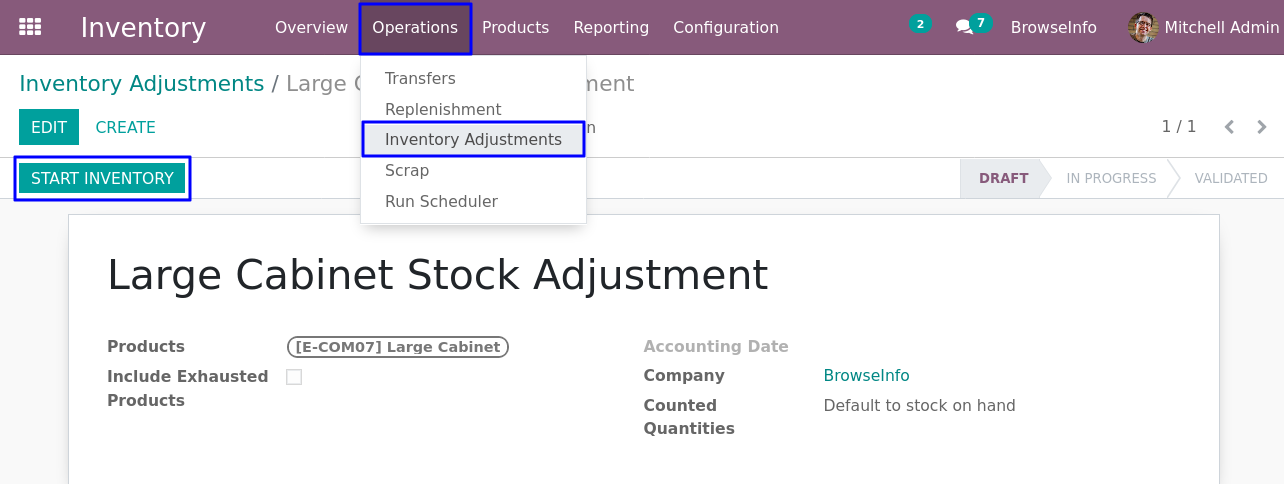 Inventory Overview Operations Products Reporting Configuration 2 7 BrowseInfo Mitchell Admin
Inventory Adjustments / Large C ment
Transfers
Replenishment
Inventory Adjustments
Scrap
Run Scheduler
EDIT CREATE n 1 / 1
START INVENTORY DRAFT IN PROGRESS VALIDATED
Large Cabinet Stock Adjustment
Products [E-COM07] Large Cabinet
Include Exhausted
Products
Accounting Date
Company BrowseInfo
Counted Default to stock on hand
Quantities